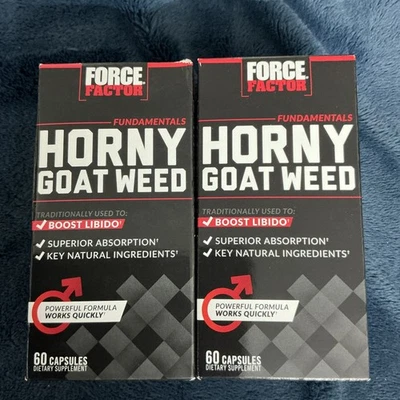 FORCE
FACTOR
FUNDAMENTALS
HORNY
GOAT WEED
TRADITIONALLY USED TO:
BOOST LIBIDO†
SUPERIOR ABSORPTION†
KEY NATURAL INGREDIENTS†
POWERFUL FORMULA
WORKS QUICKLY†
60 CAPSULES
DIETARY SUPPLEMENT
FORCE
FACTOR
FUNDAMENTALS
HORNY
GOAT WEED
TRADITIONALLY USED TO:
BOOST LIBIDO†
SUPERIOR ABSORPTION†
KEY NATURAL INGREDIENTS†
POWERFUL FORMULA
WORKS QUICKLY†
60 CAPSULES
DIETARY SUPPLEMENT